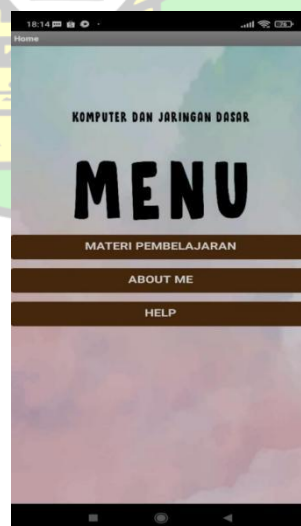 18:14
Home
KOMPUTER DAN JARINGAN DASAR
MENU
MATERI PEMBELAJARAN
ABOUT ME
HELP